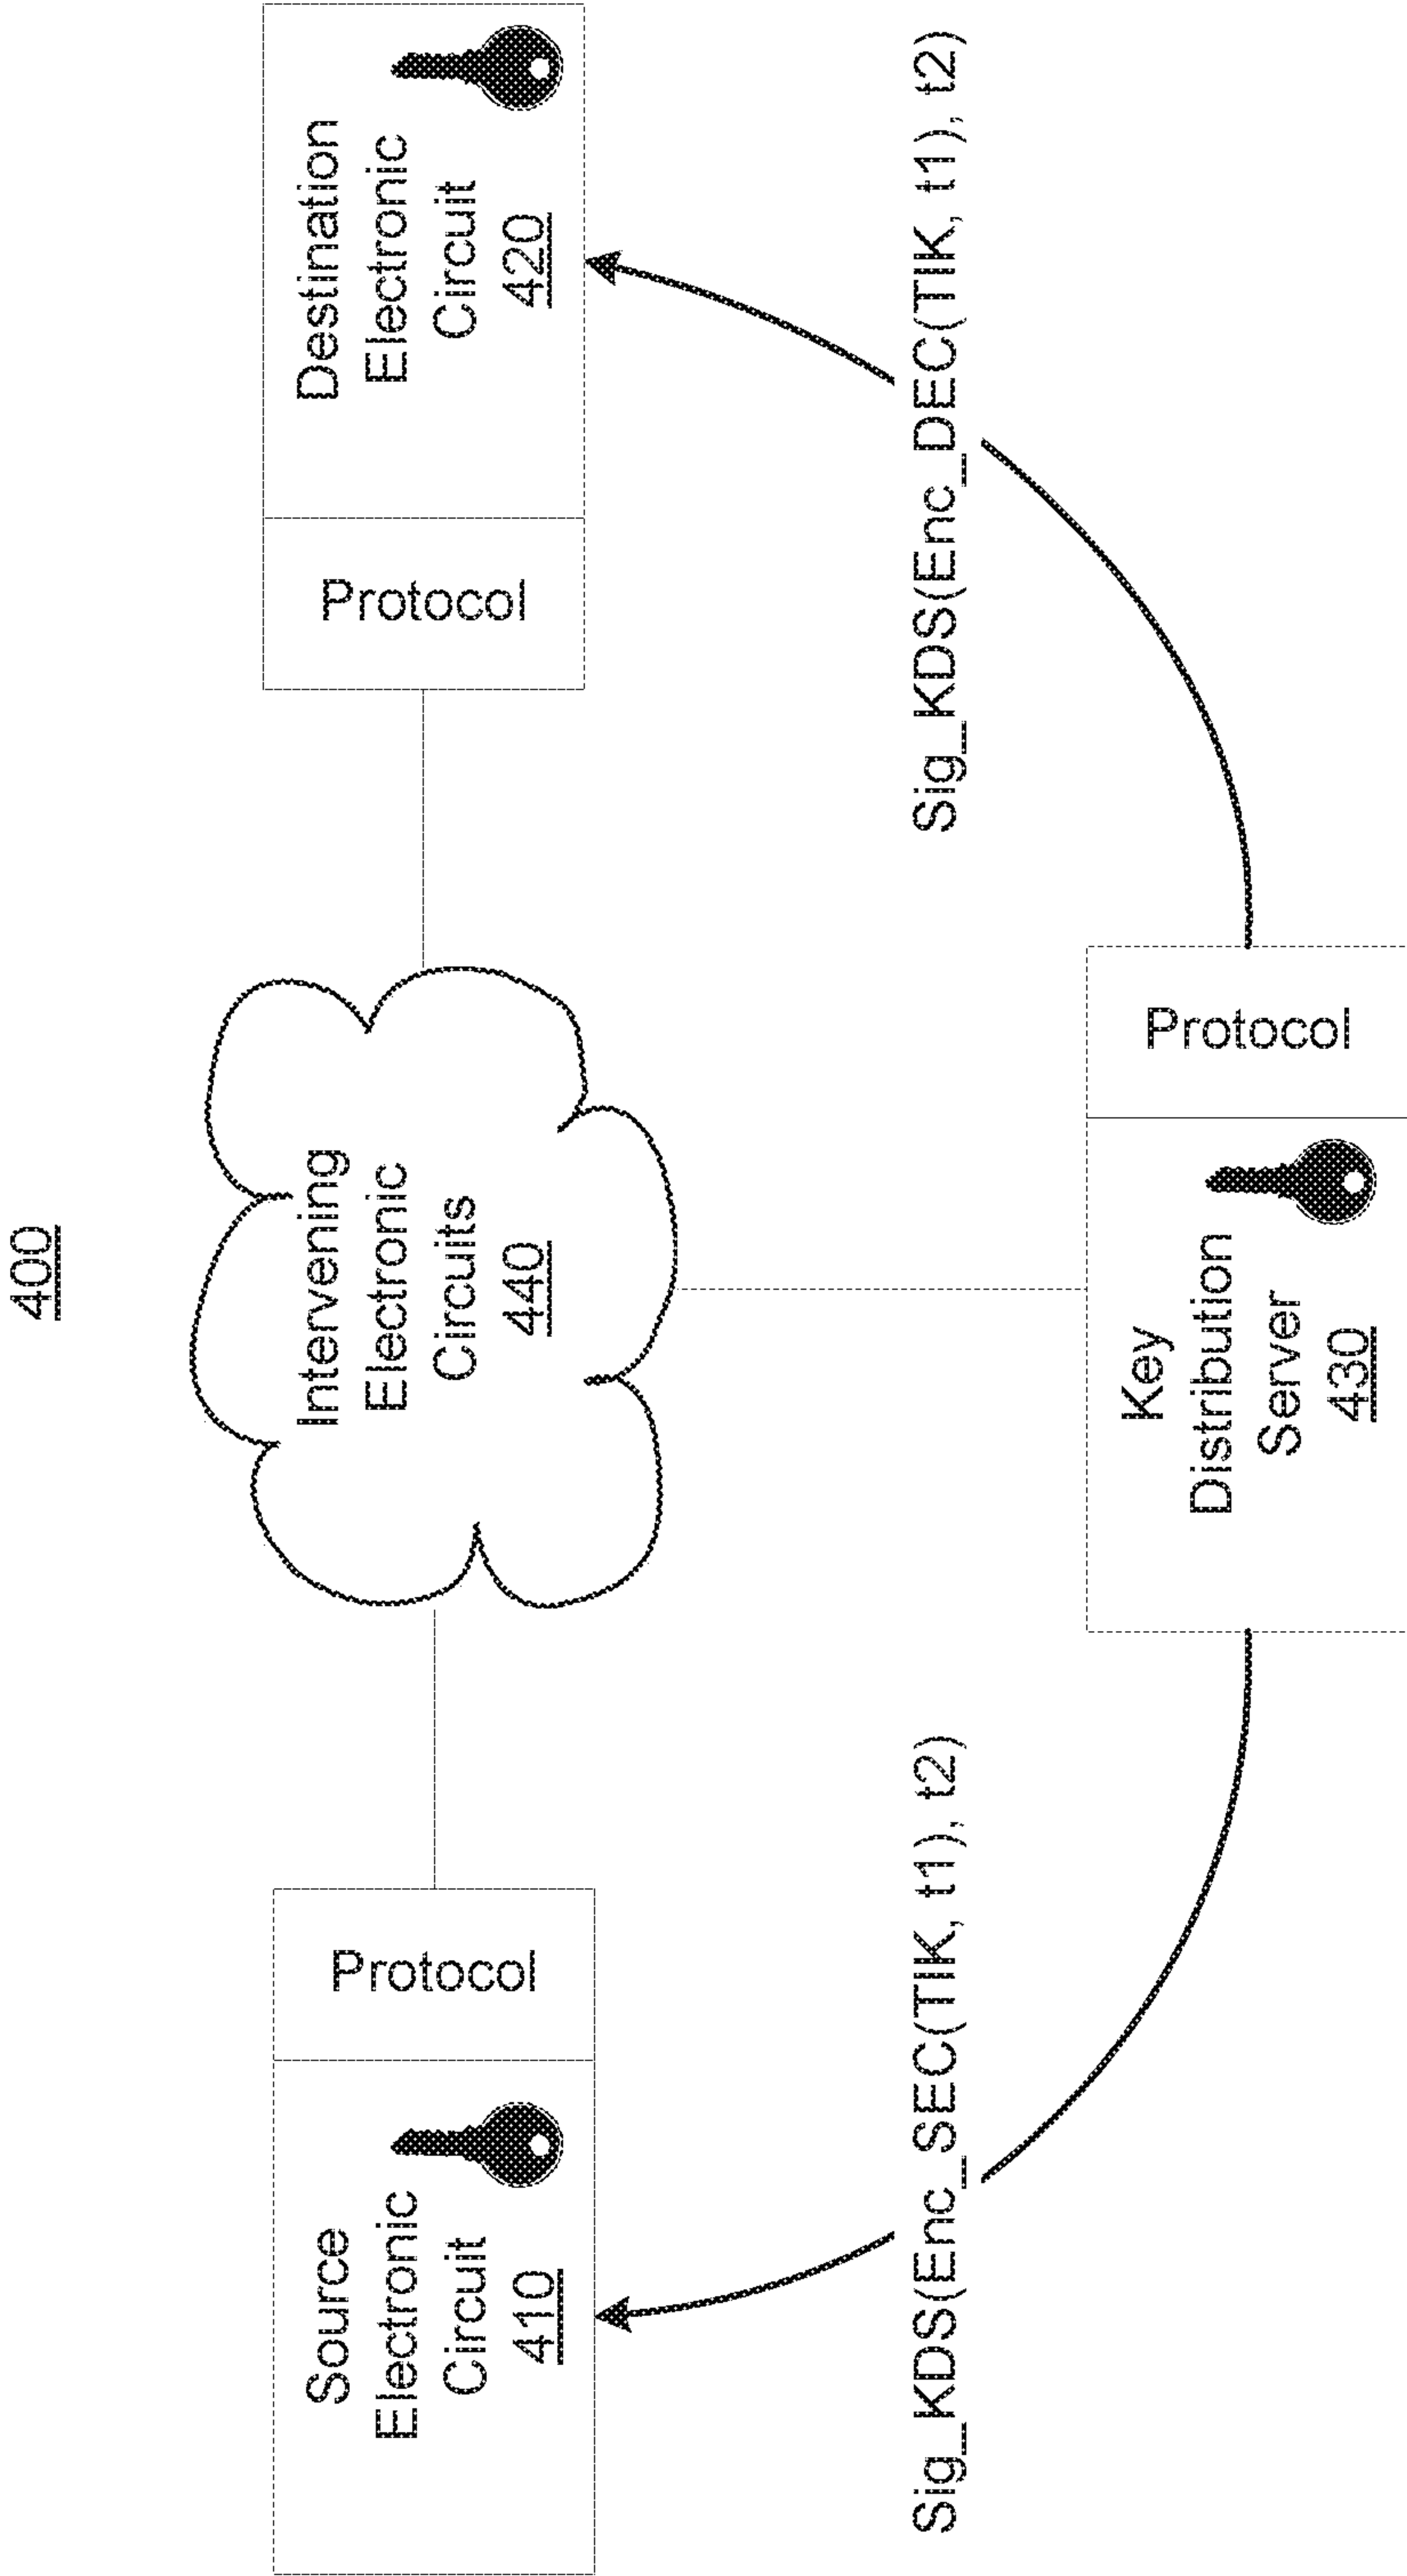 400
Source
Electronic
Circuit
410
Protocol
Intervening
Electronic
Circuits
440
Protocol
Destination
Electronic
Circuit
420
Sig_KDS(Enc_SEC(TIK, t1), t2)
Sig_KDS(Enc_DEC(TIK, t1), t2)
Key
Distribution
Server
430
Protocol